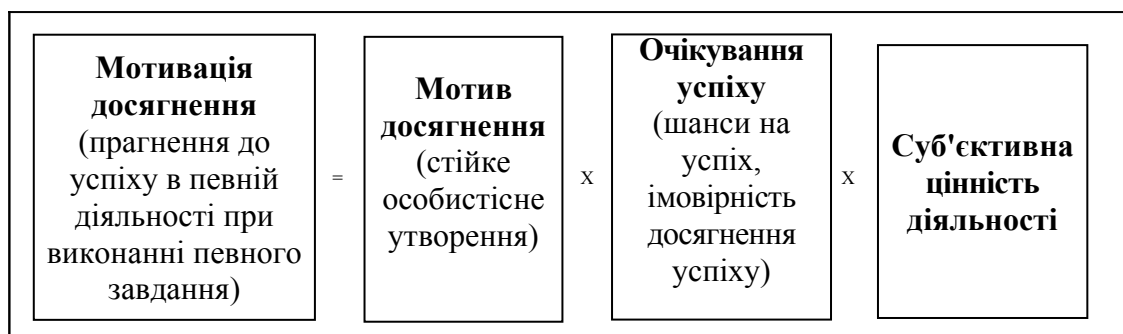 Мотивація
досягнення
(прагнення до
успіху в певній
діяльності при
виконанні певного
завдання)
=
Мотив
досягнення
(стійке
особистісне
утворення)
х
Очікування
успіху
(шанси на
успіх,
імовірність
досягнення
успіху)
х
Суб'єктивна
цінність
діяльності